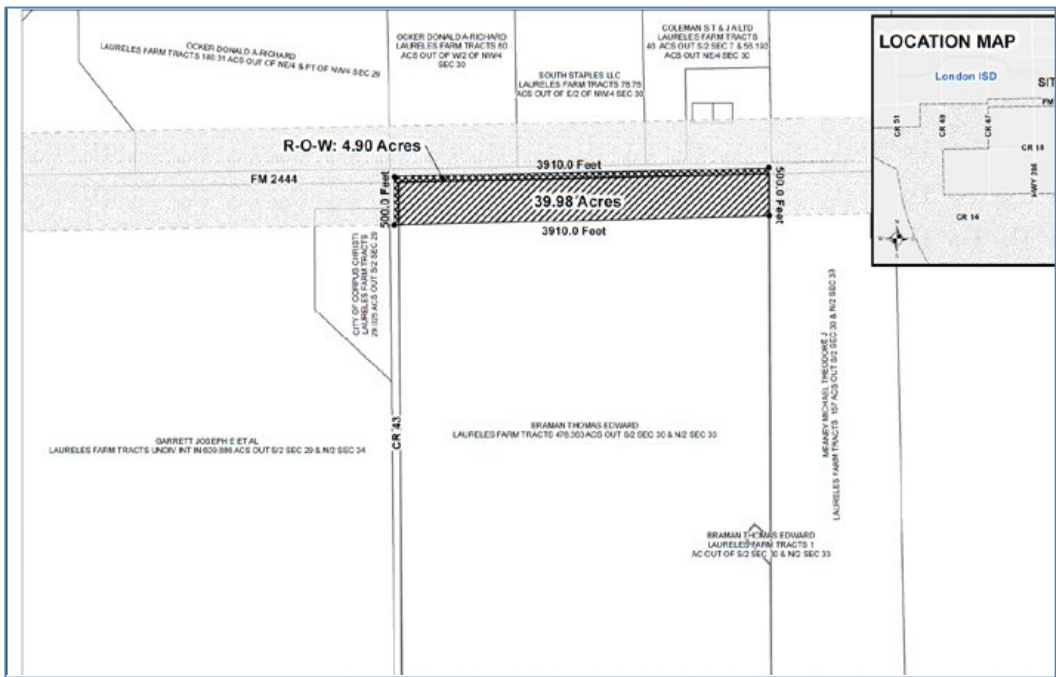 OCKER DONALD A-RICHARD
LAURELES FARM TRACTS 180.31 ACS OUT OF NE/4 & PT OF NW/4 SEC 29
OCKER DONALD A-RICHARD
LAURELES FARM TRACTS 80
ACS OUT OF W/2 OF NW/4
SEC 30
SOUTH STAPLES LLC
LAURELES FARM TRACTS 78.75
ACS OUT OF E/2 OF NW/4 SEC 30
COLEMAN S T & J A LTD
LAURELES FARM TRACTS
40 ACS OUT S/2 SEC 7 & 56.192
ACS OUT NE/4 SEC 30
LOCATION MAP
London ISD
SIT
FM
CR 51
CR 49
CR 47
CR 18
HWY 286
CR 14
R-O-W: 4.90 Acres
3910.0 Feet
FM 2444
500.0 Feet
39.98 Acres
500.0 Feet
3910.0 Feet
CITY OF CORPUS CHRISTI
LAURELES FARM TRACTS
29.025 ACS OUT S/2 SEC 29
CR 43
GARRETT JOSEPH E ET AL
LAURELES FARM TRACTS UNDIV INT IN 609.886 ACS OUT S/2 SEC 29 & N/2 SEC 34
BRAMAN THOMAS EDWARD
LAURELES FARM TRACTS 478.363 ACS OUT S/2 SEC 30 & N/2 SEC 33
MEANEY MICHAEL THEODORE J
LAURELES FARM TRACTS 157 ACS OUT S/2 SEC 30 & N/2 SEC 33
BRAMAN THOMAS EDWARD
LAURELES FARM TRACTS 1
AC OUT OF S/2 SEC 30 & N/2 SEC 33